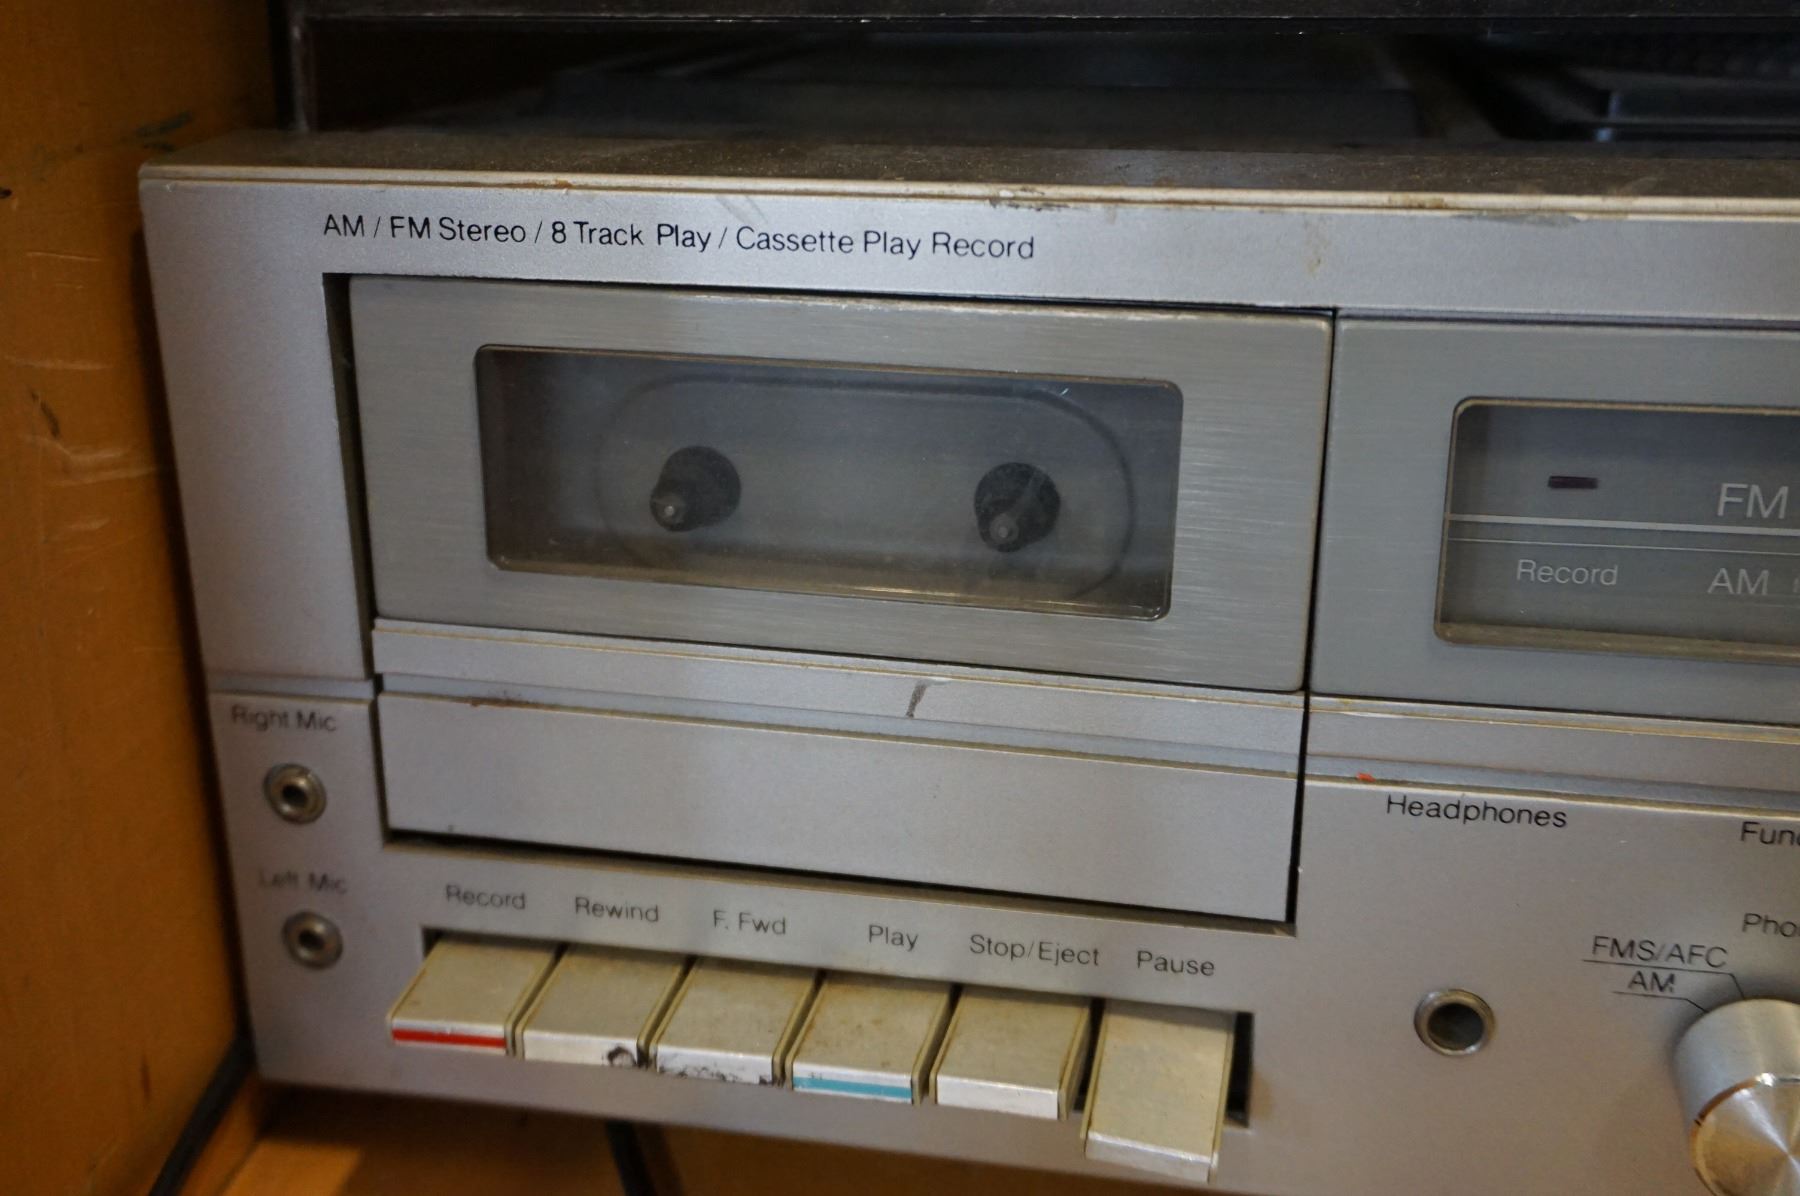 AM / FM Stereo / 8 Track Play / Cassette Play Record
FM
Record AM
Right Mic
Headphones
Left Mic
Record Rewind F. Fwd Play Stop/Eject Pause
FMS/AFC
AM